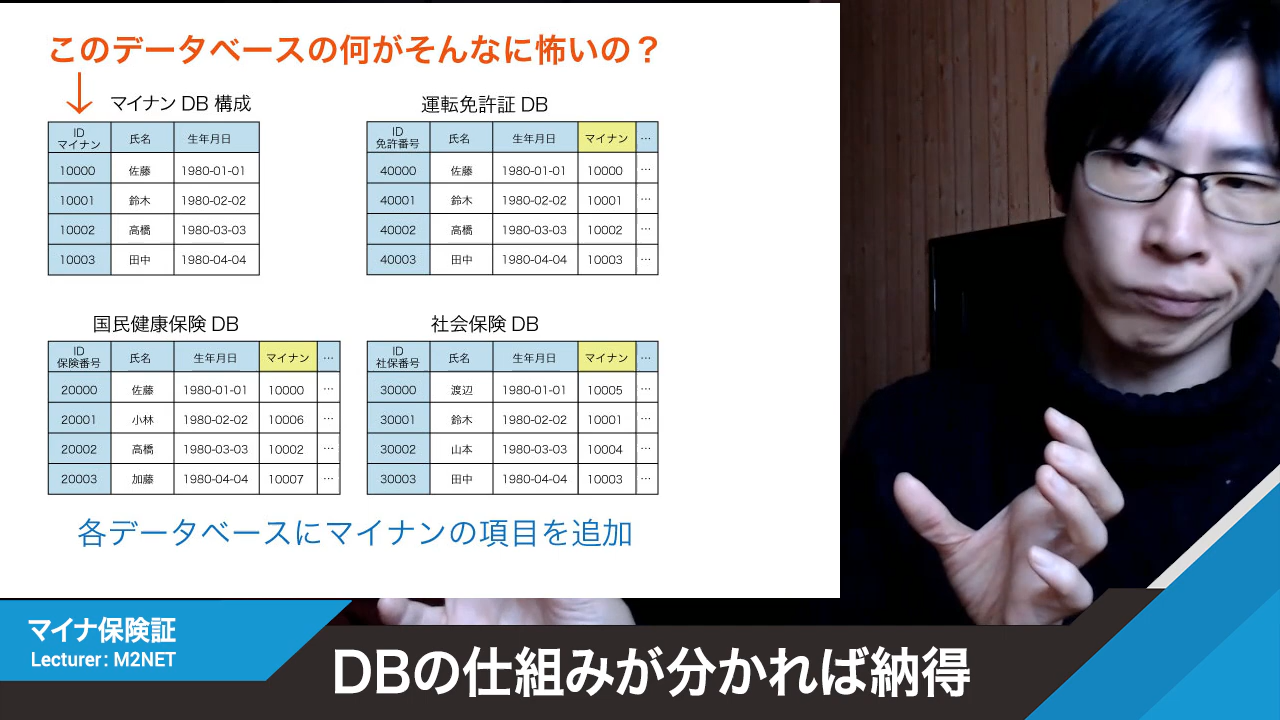 このデータベースの何がそんなに怖いの？
マイナン DB 構成
ID マイナン 氏名 生年月日
10000 佐藤 1980-01-01
10001 鈴木 1980-02-02
10002 高橋 1980-03-03
10003 田中 1980-04-04
運転免許証 DB
ID 免許番号 氏名 生年月日 マイナン …
40000 佐藤 1980-01-01 10000 …
40001 鈴木 1980-02-02 10001 …
40002 高橋 1980-03-03 10002 …
40003 田中 1980-04-04 10003 …
国民健康保険 DB
ID 保険番号 氏名 生年月日 マイナン …
20000 佐藤 1980-01-01 10000 …
20001 小林 1980-02-02 10006 …
20002 高橋 1980-03-03 10002 …
20003 加藤 1980-04-04 10007 …
社会保険 DB
ID 社保番号 氏名 生年月日 マイナン …
30000 渡辺 1980-01-01 10005 …
30001 鈴木 1980-02-02 10001 …
30002 山本 1980-03-03 10004 …
30003 田中 1980-04-04 10003 …
各データベースにマイナンの項目を追加
マイナ保険証
Lecturer: M2NET
DBの仕組みが分かれば納得